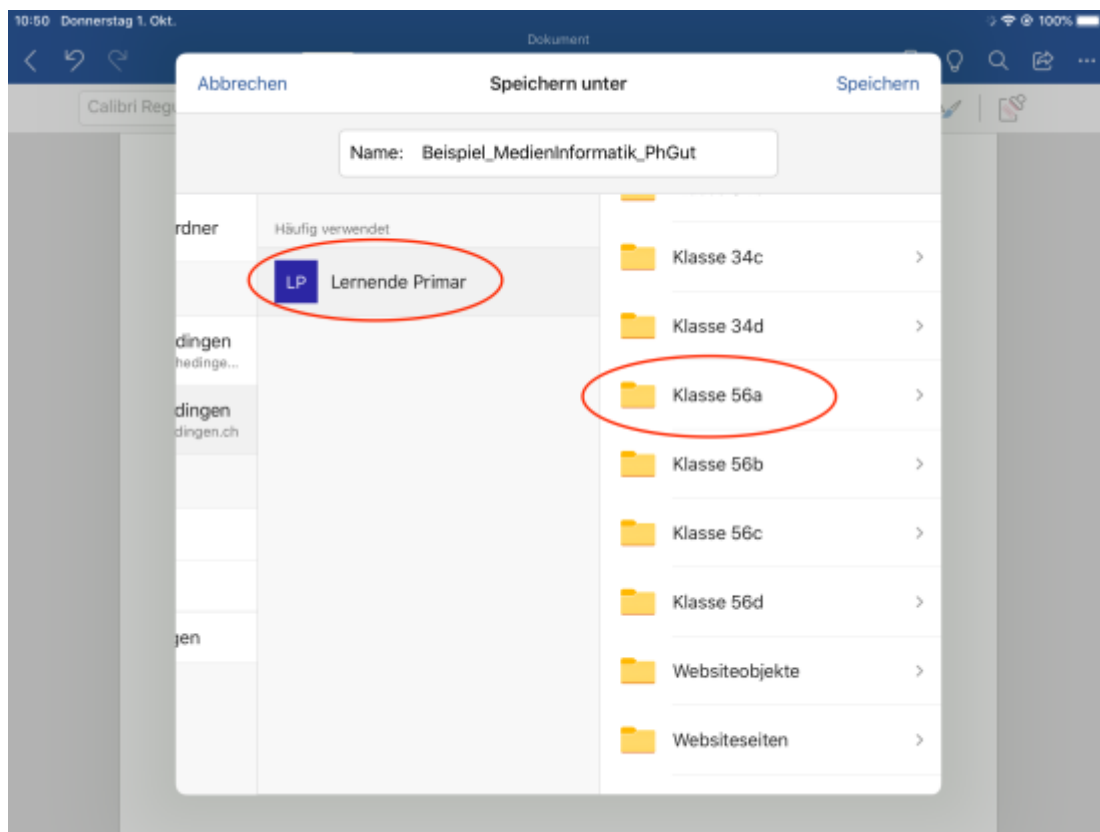 10:50 Donnerstag 1. Okt.
100%
Dokument
Calibri Regu
Abbrechen
Speichern unter
Speichern
Name: Beispiel_MedienInformatik_PhGut
rdner
dingen
hedinge...
dingen
dingen.ch
gen
Häufig verwendet
LP Lernende Primar
Klasse 34c
Klasse 34d
Klasse 56a
Klasse 56b
Klasse 56c
Klasse 56d
Websiteobjekte
Websiteseiten